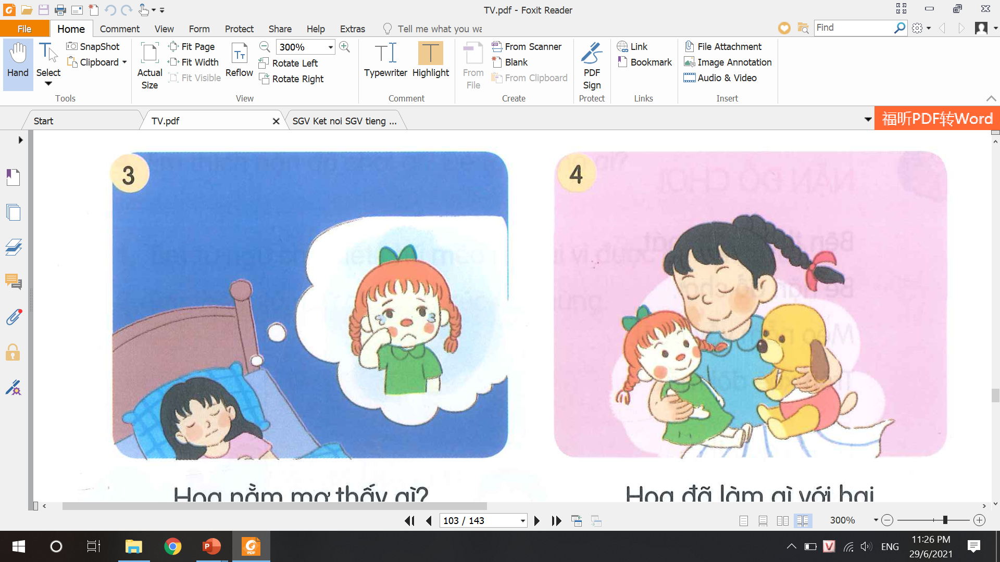 TV.pdf - Foxit Reader
File Home Comment View Form Protect Share Help Extras Tell me what you wa Find
Hand
Select
SnapShot
Clipboard
Tools
Actual Size
Fit Page
Fit Width
Fit Visible
Reflow
300%
Rotate Left
Rotate Right
View
Typewriter
Highlight
Comment
From File
From Scanner
Blank
From Clipboard
Create
PDF Sign
Protect
Link
Bookmark
Links
File Attachment
Image Annotation
Audio & Video
Insert
Start
TV.pdf
SGV Ket noi SGV tieng ...
福昕PDF转Word
3
4
Hoa nằm mơ thấy gì?
Hoa đã làm gì với hai
103 / 143
300%
ENG
11:26 PM
29/6/2021